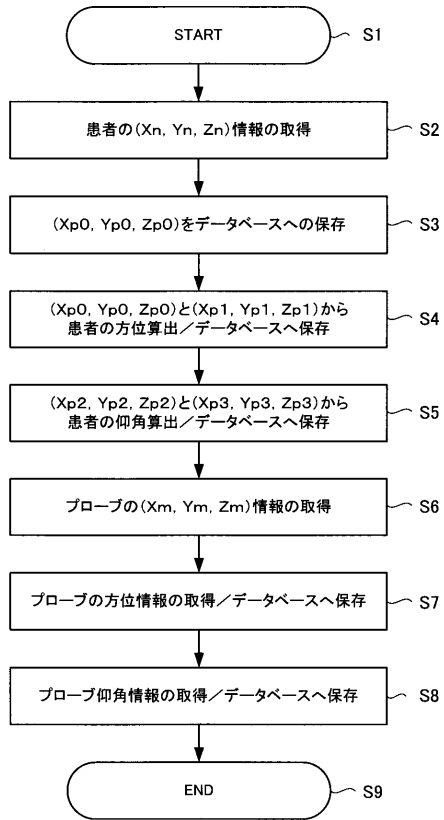 START
S1
患者の(Xn, Yn, Zn)情報の取得
S2
(Xp0, Yp0, Zp0)をデータベースへの保存
S3
(Xp0, Yp0, Zp0)と(Xp1, Yp1, Zp1)から
患者の方位算出／データベースへ保存
S4
(Xp2, Yp2, Zp2)と(Xp3, Yp3, Zp3)から
患者の仰角算出／データベースへ保存
S5
プローブの(Xm, Ym, Zm)情報の取得
S6
プローブの方位情報の取得／データベースへ保存
S7
プローブ仰角情報の取得／データベースへ保存
S8
END
S9